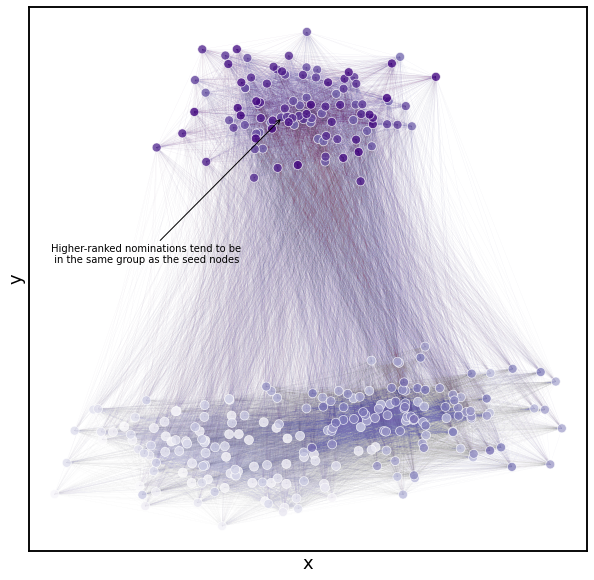 Higher-ranked nominations tend to be
in the same group as the seed nodes
y
x